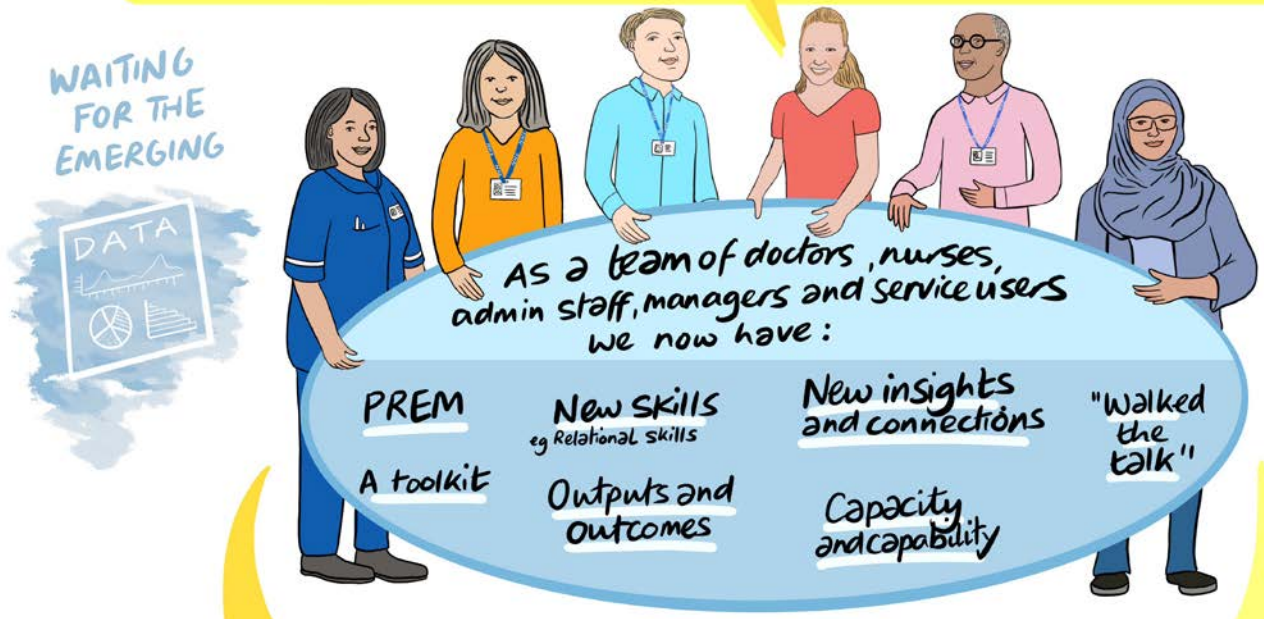 WAITING
FOR THE
EMERGING
DATA
As a team of doctors, nurses,
admin staff, managers and service users
we now have:
PREM
A toolkit
New Skills
eg Relational skills
Outputs and
outcomes
New insights
and connections
Capacity
and capability
"Walked
the
talk"